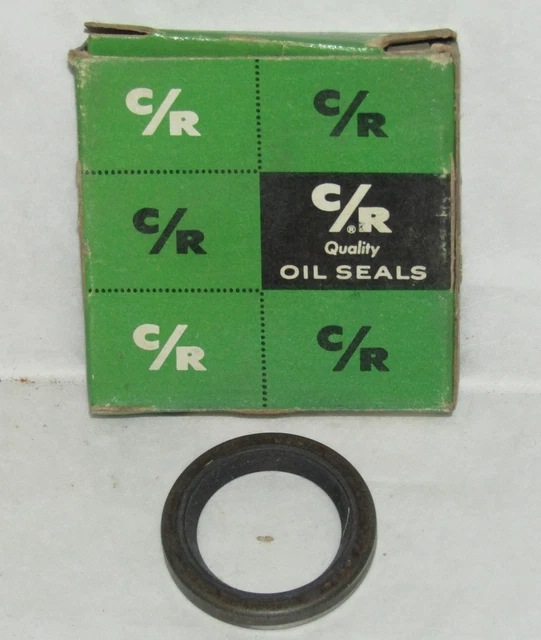 C/R C/R
C/R C/R®
Quality
OIL SEALS
C/R C/R